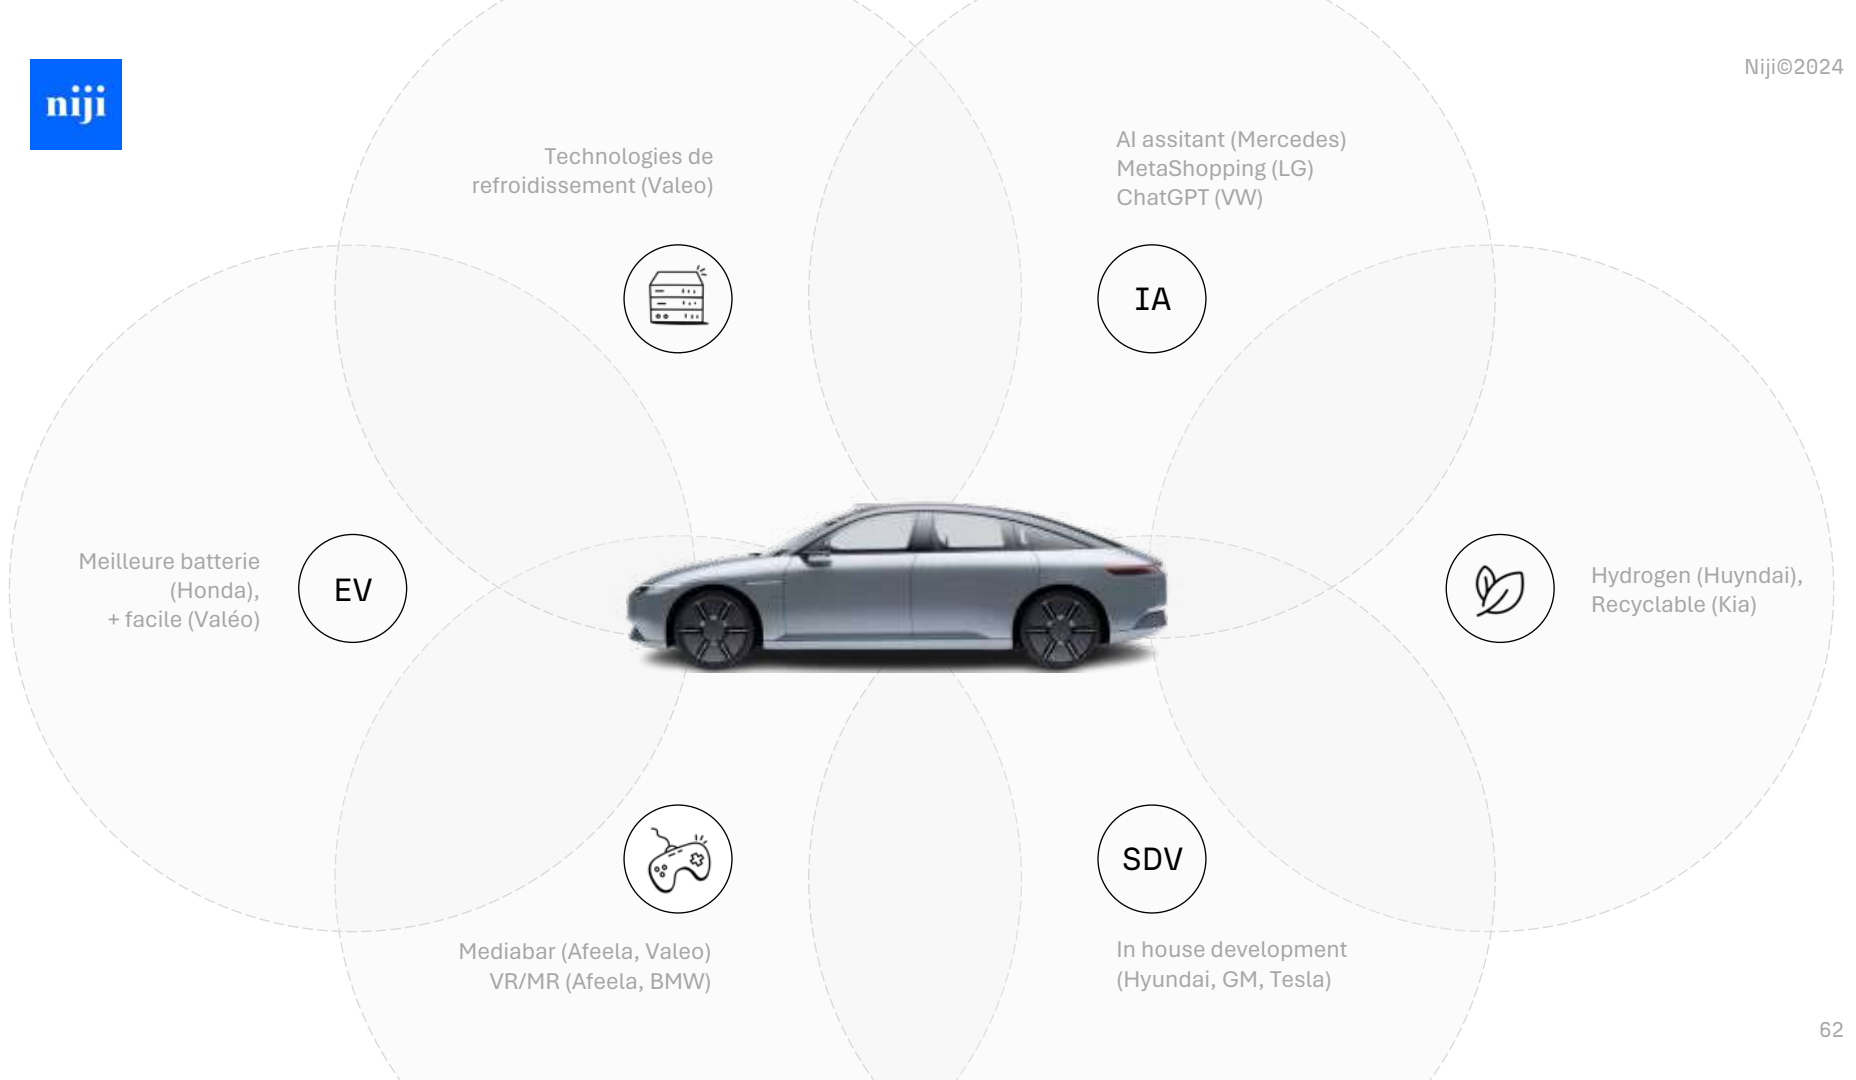 niji
Niji©2024
Technologies de
refroidissement (Valeo)
AI assitant (Mercedes)
MetaShopping (LG)
ChatGPT (VW)
IA
Meilleure batterie
(Honda),
+ facile (Valéo)
EV
Hydrogen (Huyndai),
Recyclable (Kia)
SDV
Mediabar (Afeela, Valeo)
VR/MR (Afeela, BMW)
In house development
(Hyundai, GM, Tesla)
62